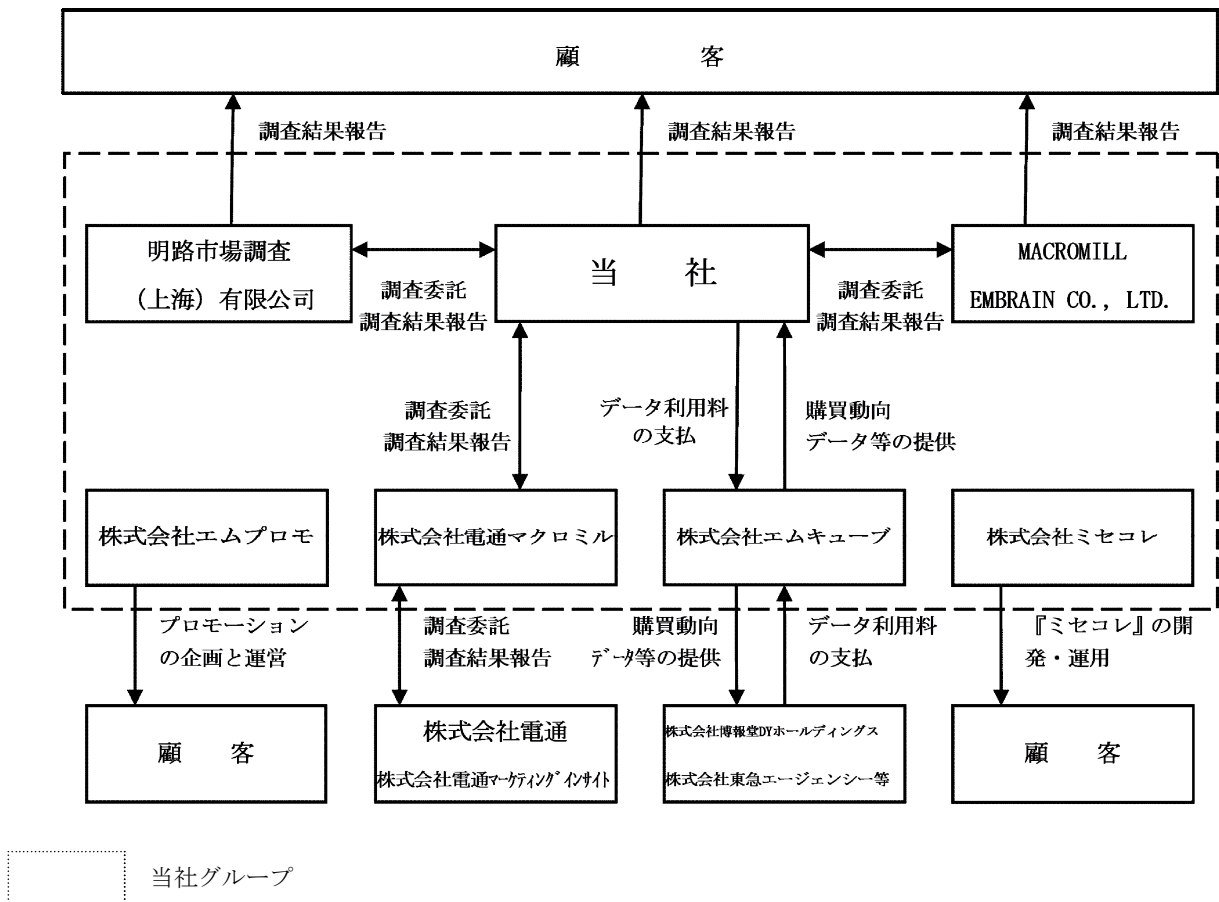 顧　　客
調査結果報告
調査結果報告
調査結果報告
明路市場調査
（上海）有限公司
当　社
MACROMILL
EMBRAIN CO., LTD.
調査委託
調査結果報告
調査委託
調査結果報告
調査委託
調査結果報告
データ利用料
の支払
購買動向
データ等の提供
株式会社エムプロモ
株式会社電通マクロミル
株式会社エムキューブ
株式会社ミセコレ
プロモーション
の企画と運営
調査委託
調査結果報告
購買動向
ﾃﾞｰﾀ等の提供
データ利用料
の支払
『ミセコレ』の開
発・運用
顧　客
株式会社電通
株式会社電通ﾏｰｹﾃｨﾝｸﾞｲﾝｻｲﾄ
株式会社博報堂DYホールディングス
株式会社東急エージェンシー等
顧　客
当社グループ